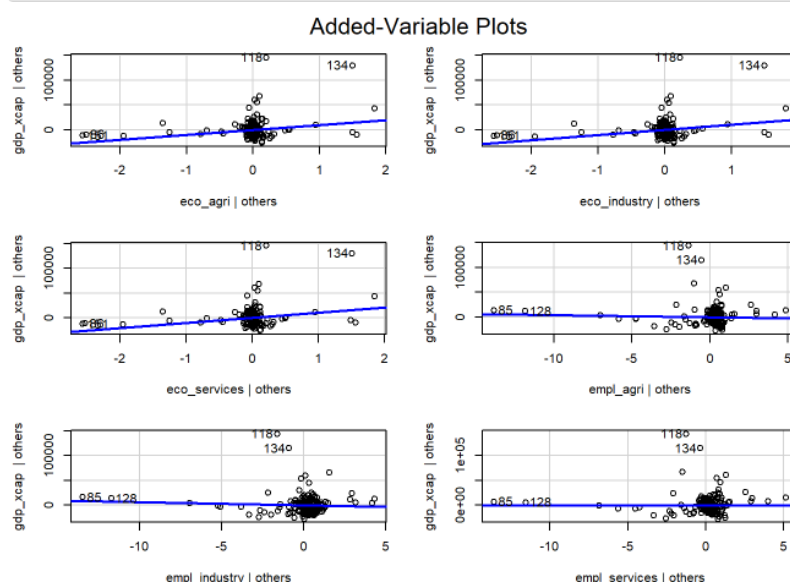 Added-Variable Plots
gdp_xcap | others
0 100000
118
134
-2 -1 0 1 2
eco_agri | others
gdp_xcap | others
0 100000
118
134
-2 -1 0 1
eco_industry | others
gdp_xcap | others
0 100000
118
134
-2 -1 0 1 2
eco_services | others
gdp_xcap | others
0 100000
118
134
85 128
-10 -5 0 5
empl_agri | others
gdp_xcap | others
0 100000
118
134
85 128
-10 -5 0
empl_industry | others
gdp_xcap | others
0e+00 1e+05
118
134
85 128
-10 -5 0 5
empl_services | others